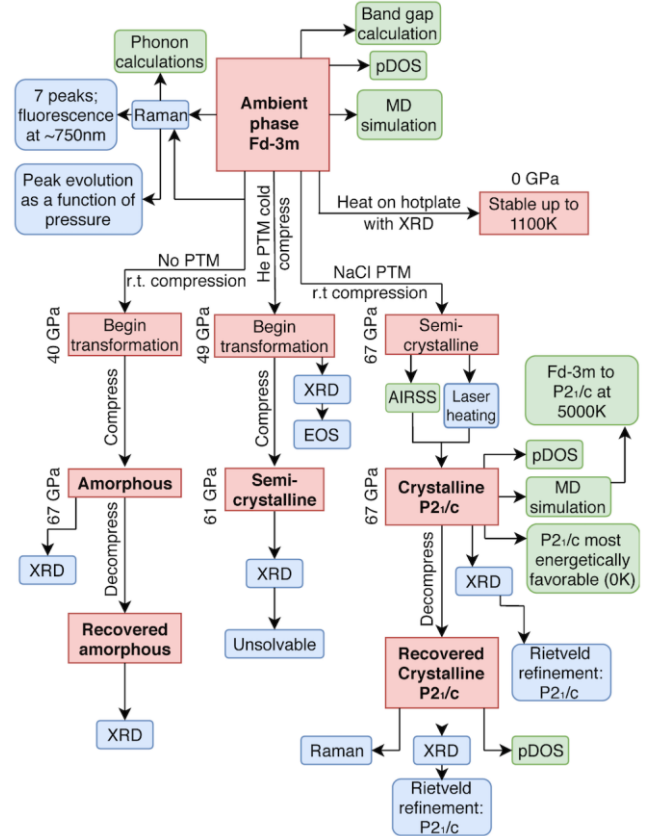 Band gap
calculation
Phonon
calculations
pDOS
Ambient
phase
Fd-3m
MD
simulation
7 peaks;
fluorescence
at ~750nm
Raman
Peak evolution
as a function of
pressure
0 GPa
Heat on hotplate
with XRD
Stable up to
1100K
No PTM
r.t. compression
He PTM cold
compress
NaCl PTM
r.t compression
40 GPa
Begin
transformation
49 GPa
Begin
transformation
67 GPa
Semi-
crystalline
XRD
EOS
AIRSS
Laser
heating
Fd-3m to
P2₁/c at
5000K
Compress
Compress
67 GPa
Amorphous
61 GPa
Semi-
crystalline
67 GPa
Crystalline
P2₁/c
pDOS
MD
simulation
P2₁/c most
energetically
favorable (0K)
XRD
Decompress
XRD
XRD
Decompress
Recovered
amorphous
Unsolvable
Recovered
Crystalline
P2₁/c
Rietveld
refinement:
P2₁/c
XRD
Raman
XRD
pDOS
Rietveld
refinement:
P2₁/c